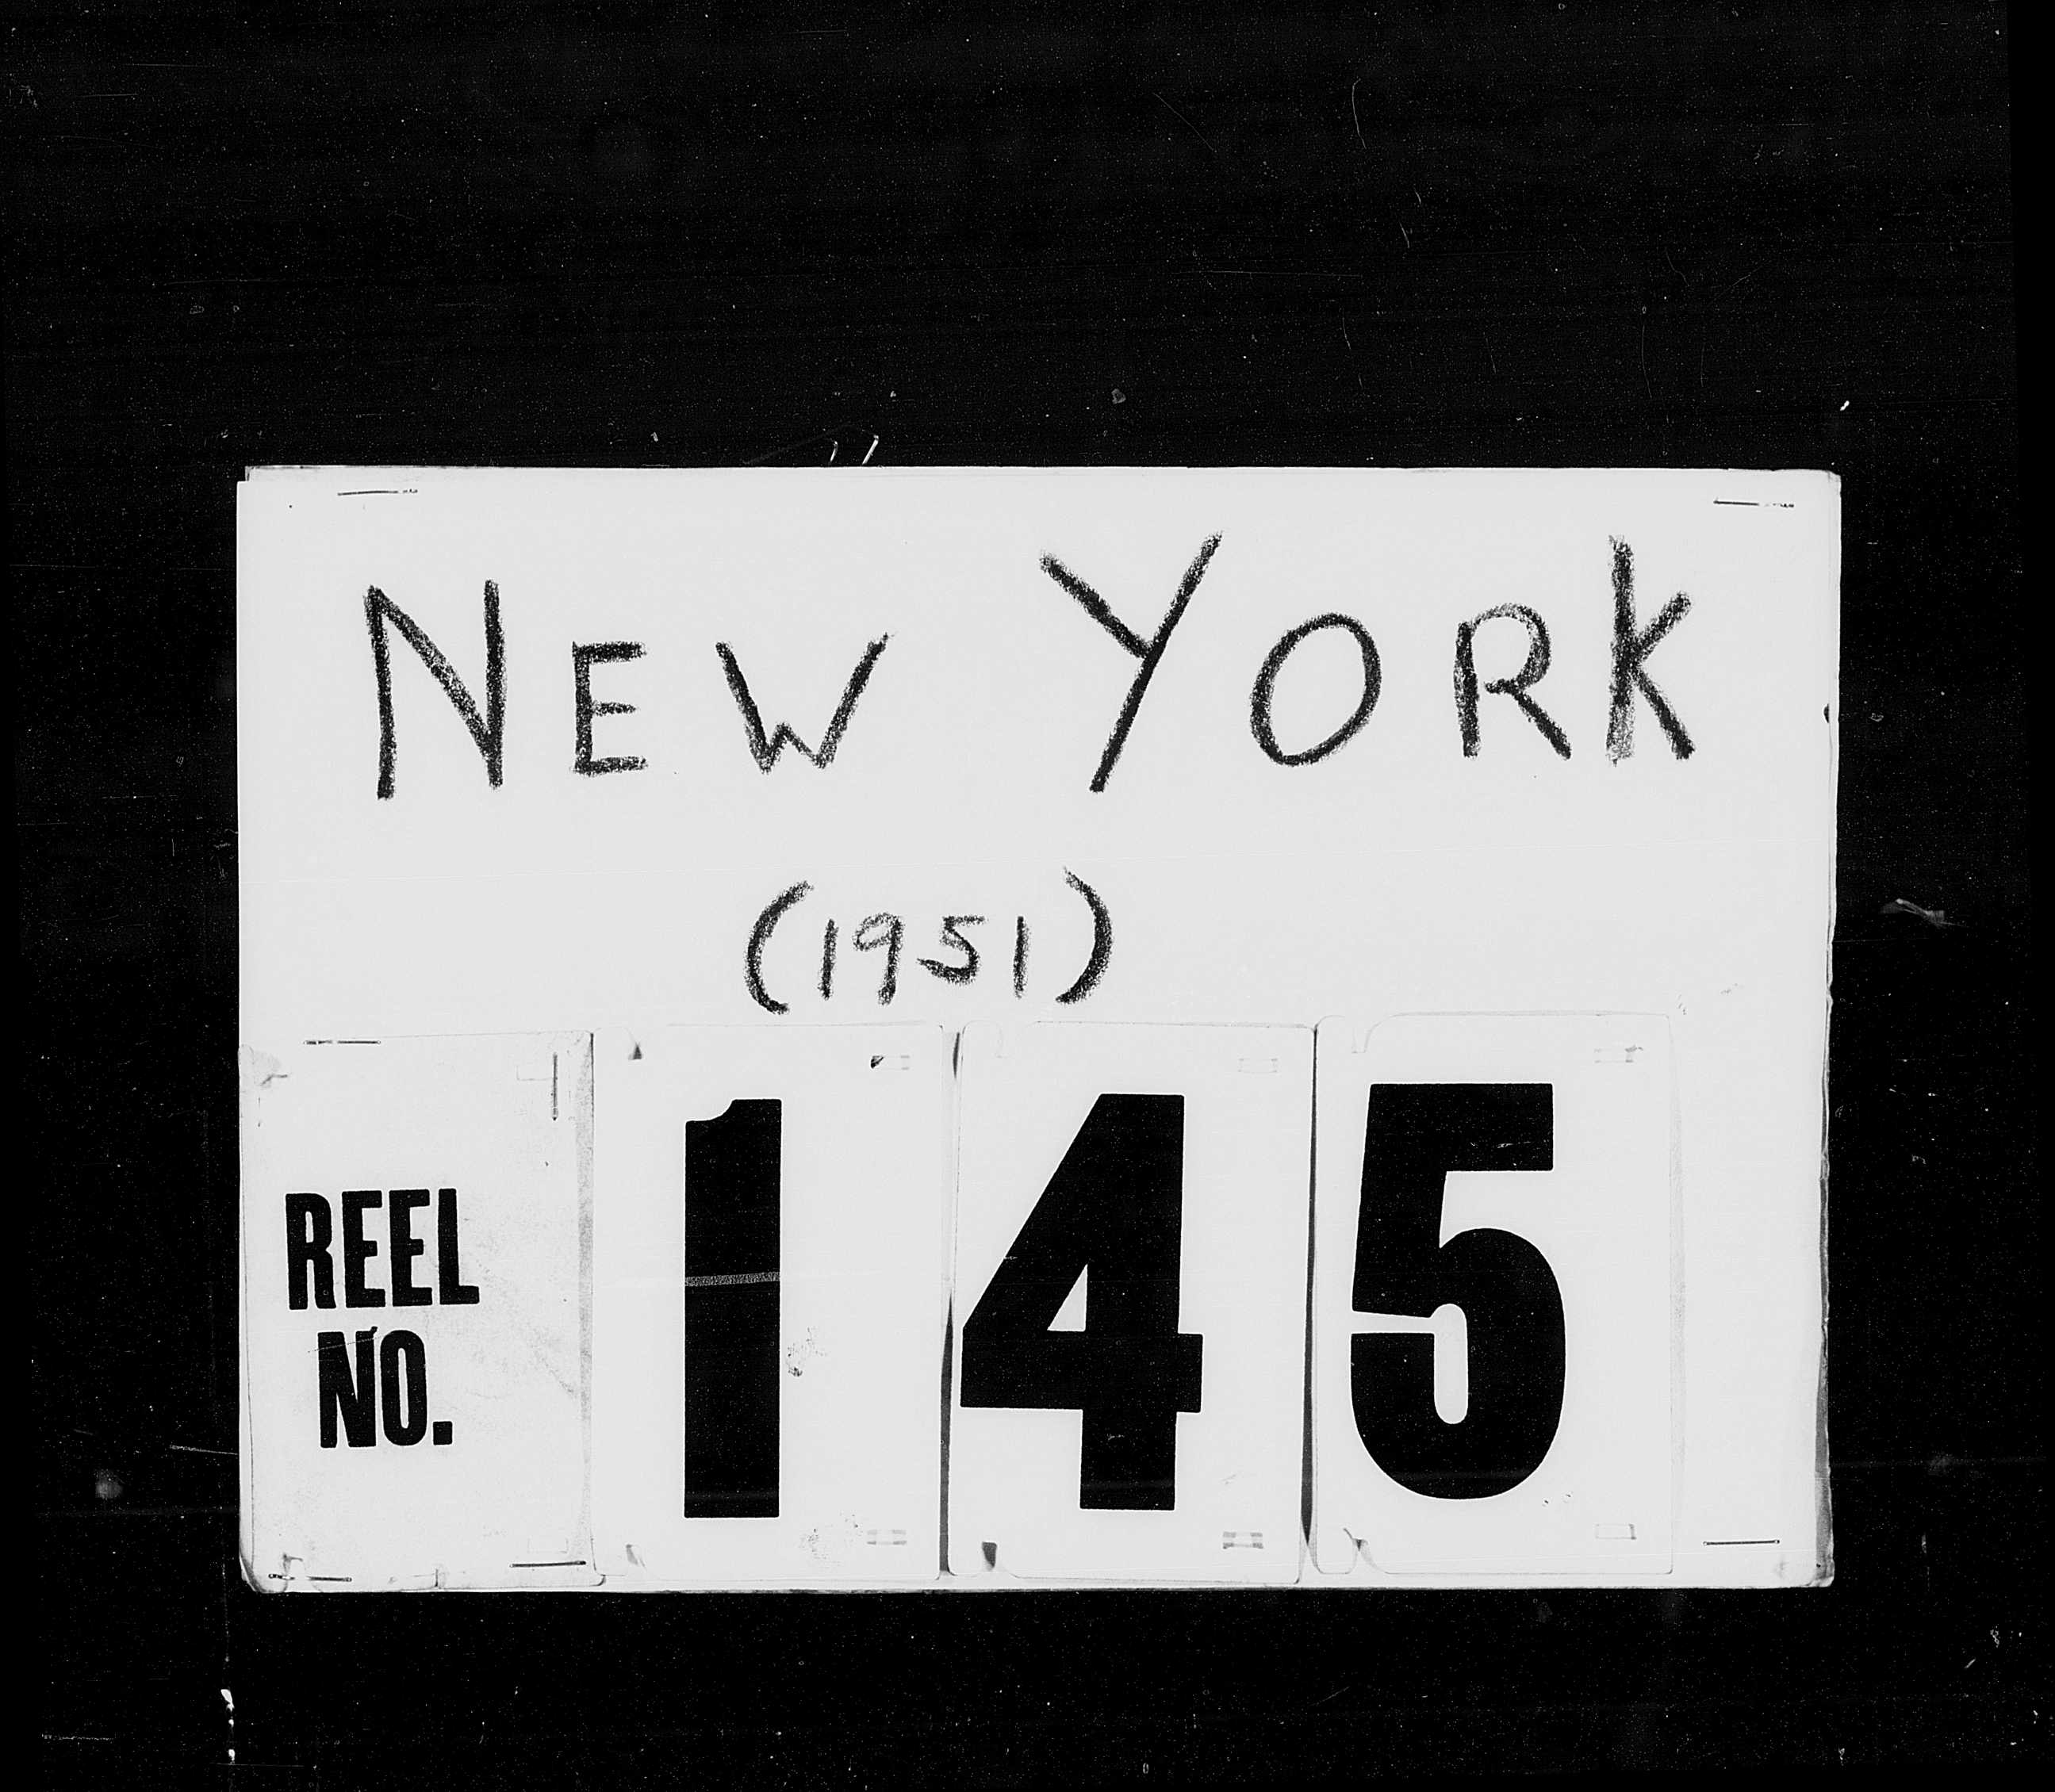 NEW YORK
(1951)
REEL NO.
145